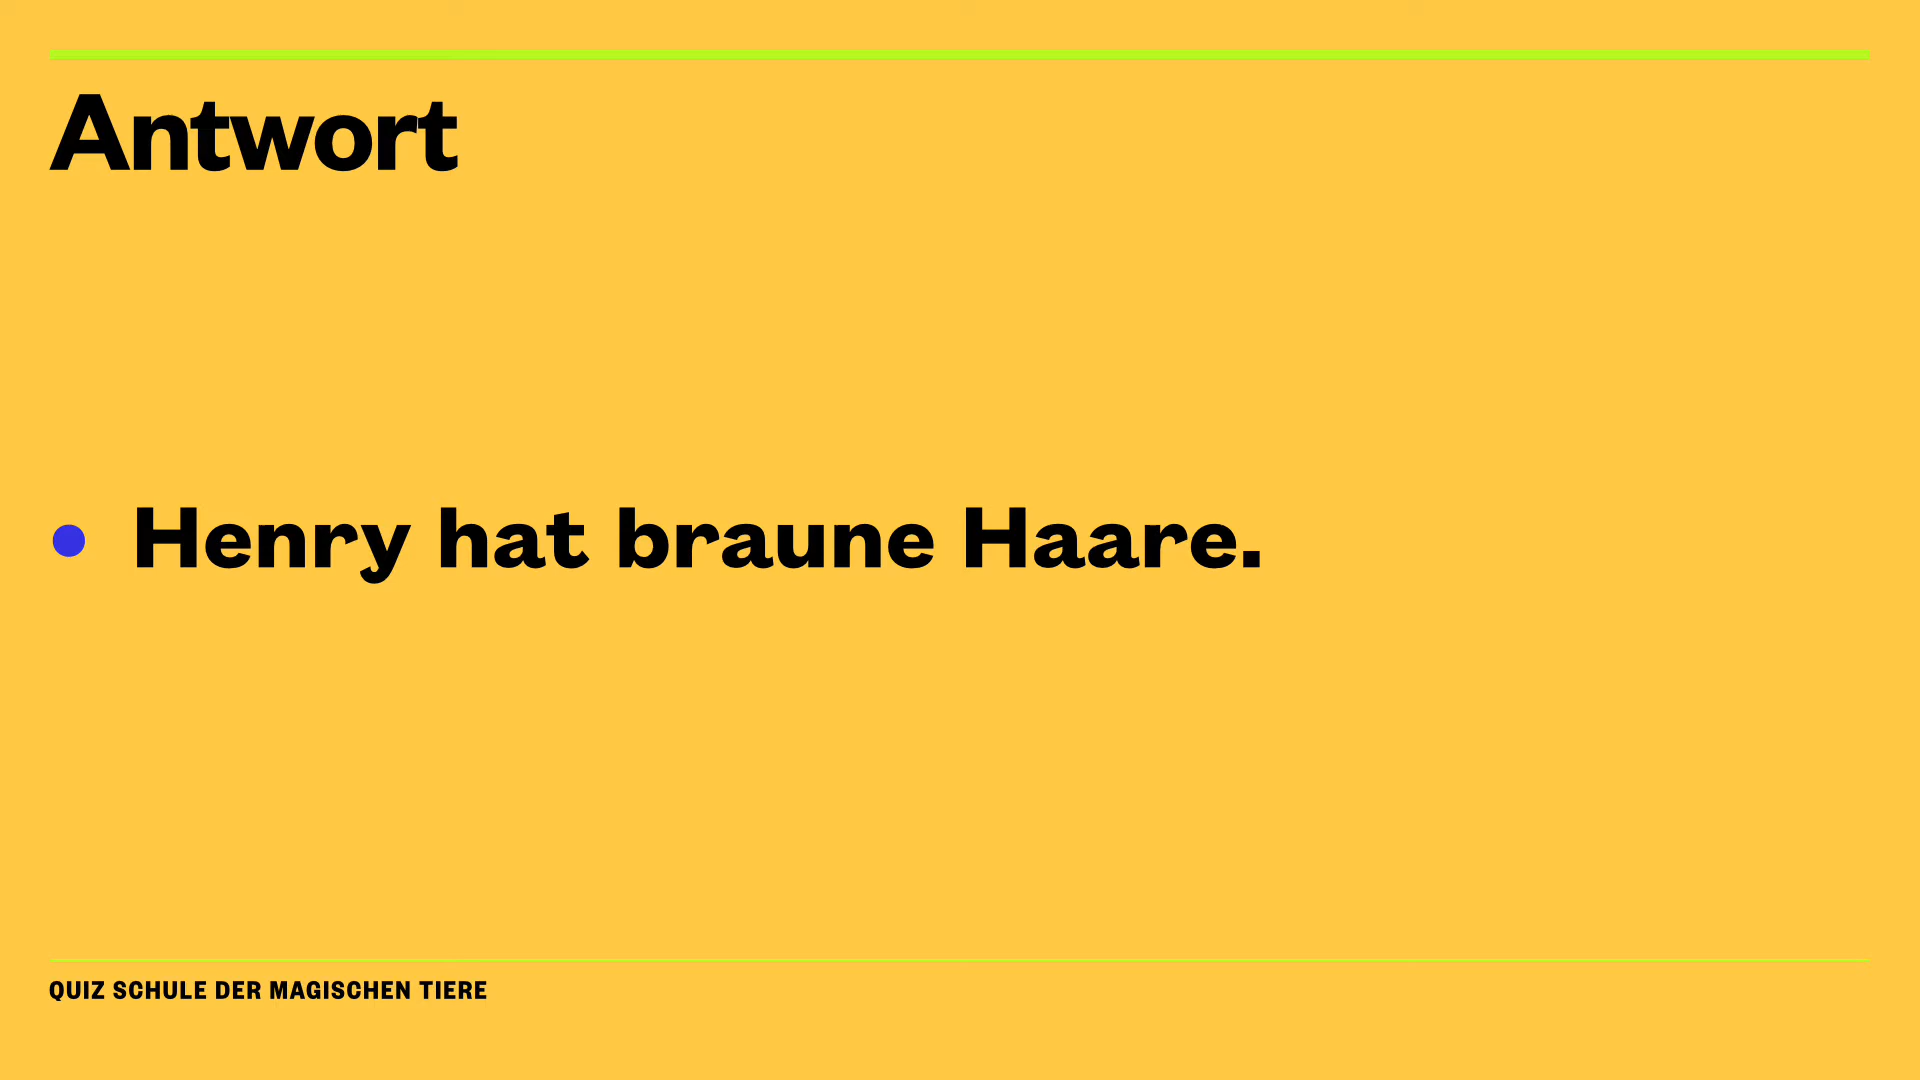 Antwort
• Henry hat braune Haare.
QUIZ SCHULE DER MAGISCHEN TIERE